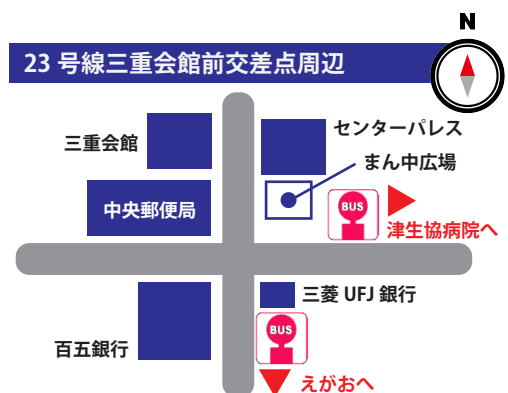 N
23 号線三重会館前交差点周辺
三重会館
センターパレス
まん中広場
中央郵便局
BUS
津生協病院へ
三菱 UFJ 銀行
百五銀行
BUS
えがおへ